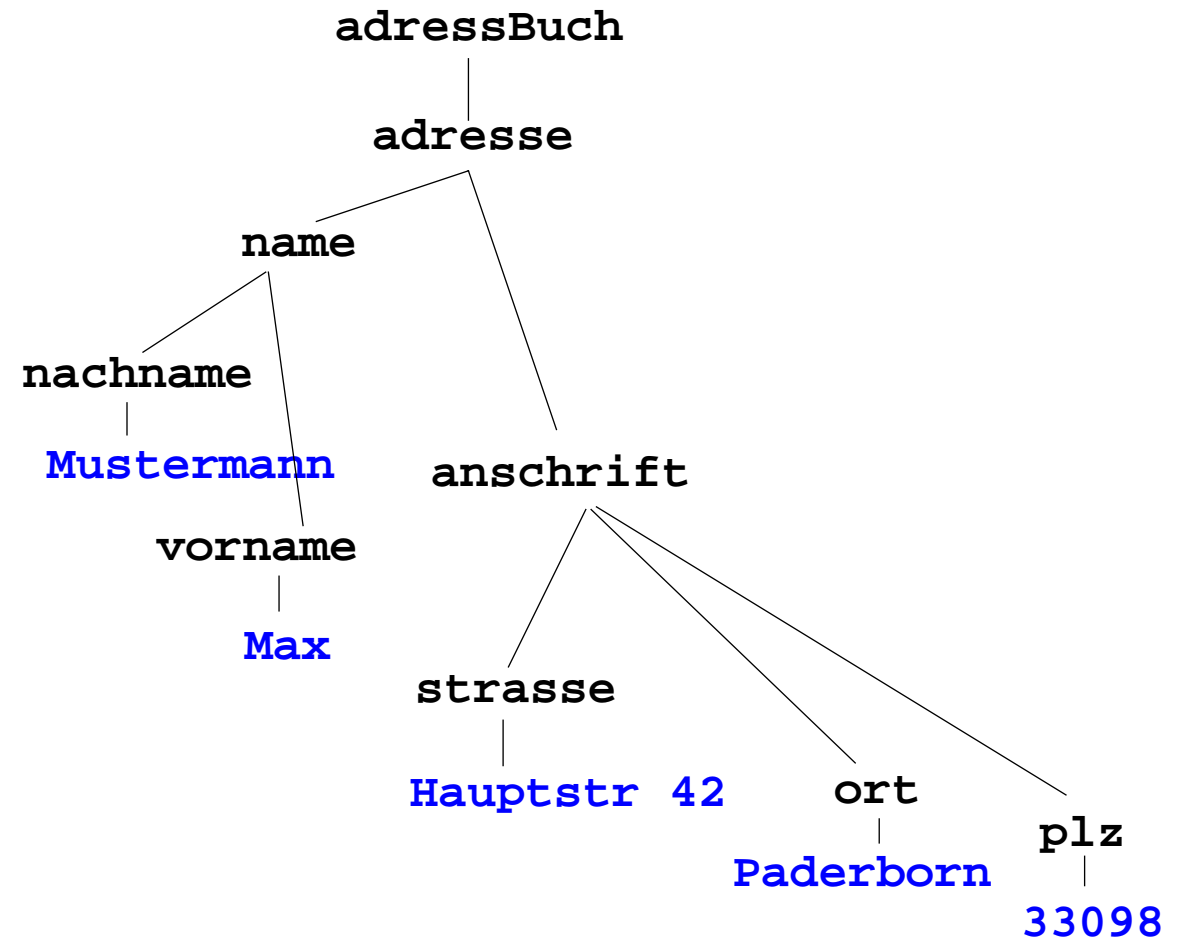 adressBuch
adresse
name
nachname
Mustermann
anschrift
vorname
Max
strasse
Hauptstr 42
ort
plz
Paderborn
33098